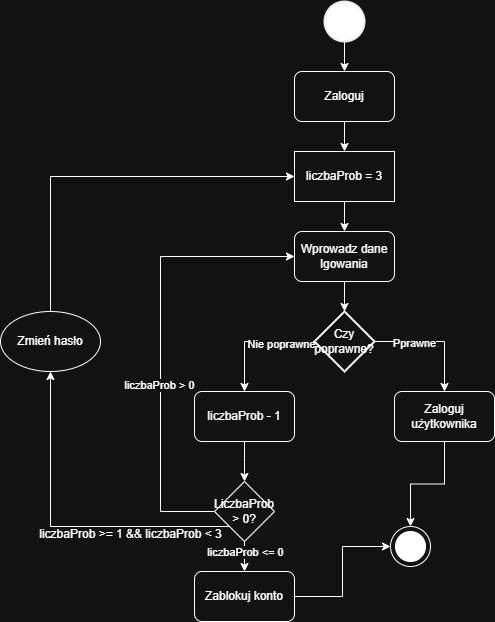 Zaloguj
liczbaProb = 3
Wprowadz dane
lgowania
Czy
poprawne?
Nie poprawne
Pprawne
Zmień hasło
liczbaProb > 0
liczbaProb - 1
Zaloguj
użytkownika
LiczbaProb
> 0?
liczbaProb >= 1 && liczbaProb < 3
liczbaProb <= 0
Zablokuj konto